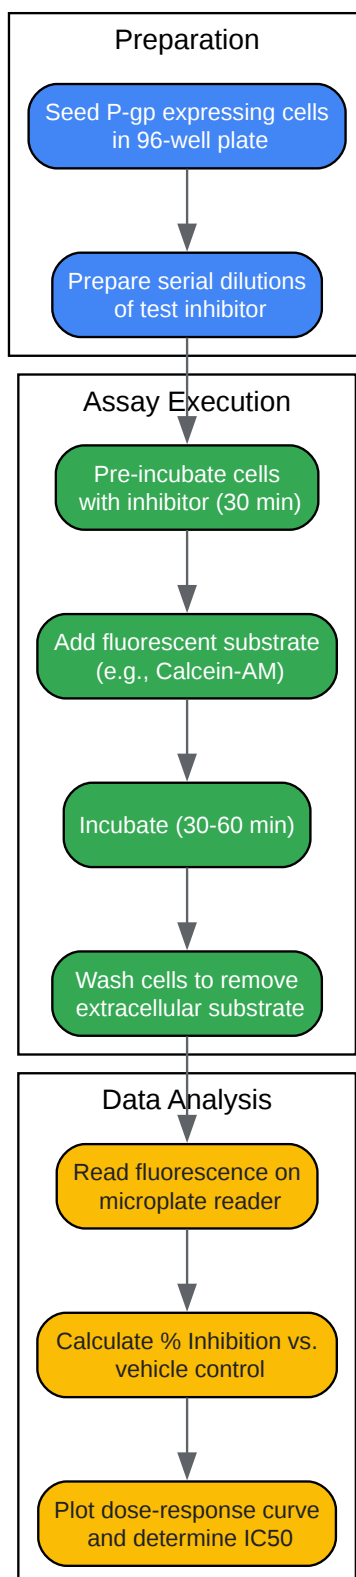 Preparation
Seed P-gp expressing cells
in 96-well plate
Prepare serial dilutions
of test inhibitor
Assay Execution
Pre-incubate cells
with inhibitor (30 min)
Add fluorescent substrate
(e.g., Calcein-AM)
Incubate (30-60 min)
Wash cells to remove
extracellular substrate
Data Analysis
Read fluorescence on
microplate reader
Calculate % Inhibition vs.
vehicle control
Plot dose-response curve
and determine IC50